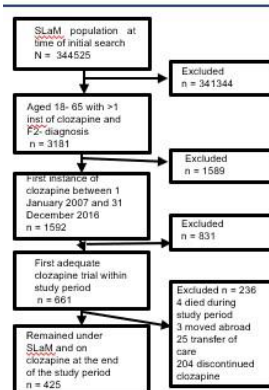 SLaM population at
time of initial search
N = 344525
Excluded
n = 341344
Aged 18- 65 with >1
inst of clozapine and
F2- diagnosis
n = 3181
Excluded
n = 1589
First instance of
clozapine between 1
January 2007 and 31
December 2016
n = 1592
Excluded
n = 831
First adequate
clozapine trial within
study period
n = 661
Excluded n = 236
4 died during
study period
3 moved abroad
25 transfer of
care
204 discontinued
clozapine
Remained under
SLaM and on
clozapine at the end
of the study period
n = 425